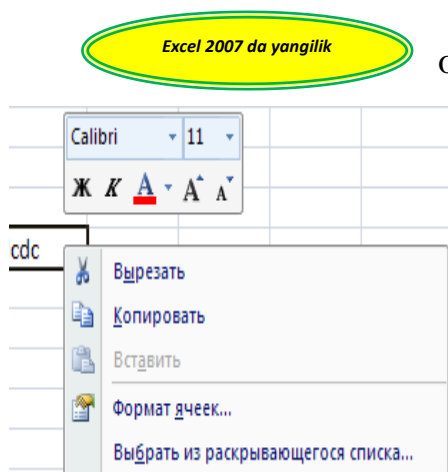 Excel 2007 da yangilik
Calibri 11
Ж К А А А
cdc
Вырезать
Копировать
Вставить
Формат ячеек...
Выбрать из раскрывающегося списка...